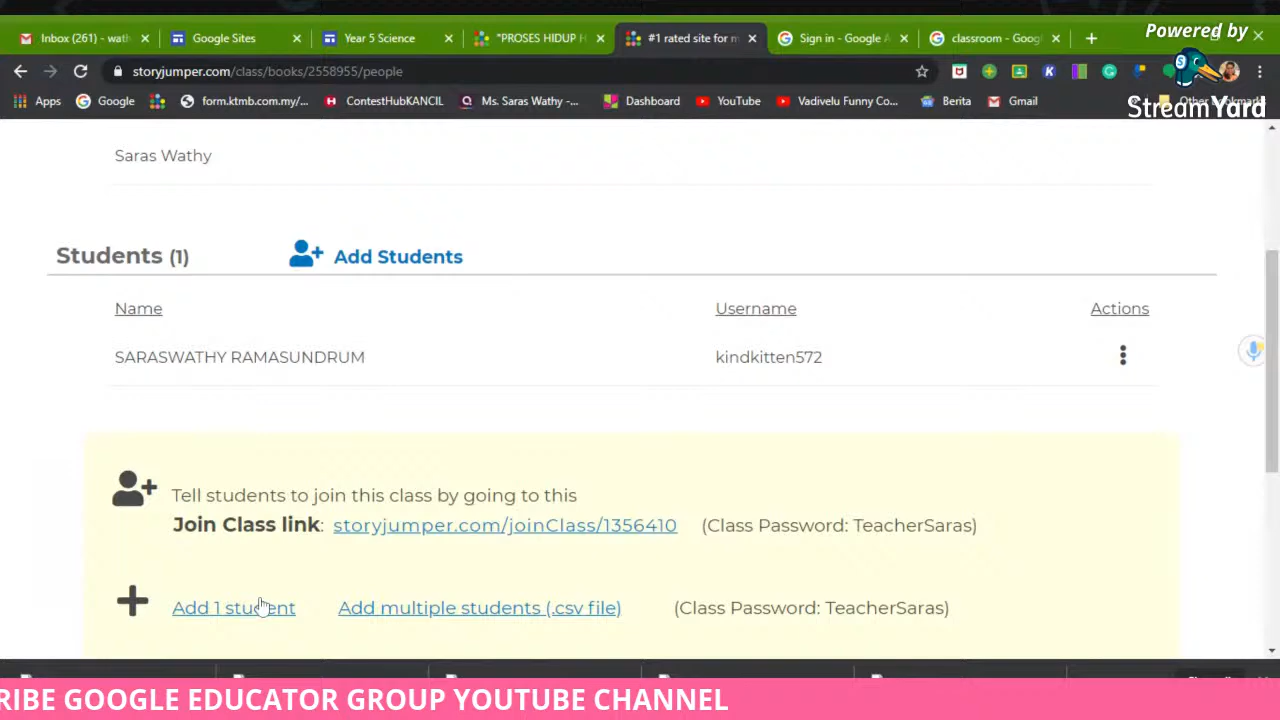 Powered by
StreamYard
Inbox (261) - wath
Google Sites
Year 5 Science
"PROSES HIDUP H
#1 rated site for m
Sign in - Google A
classroom - Goog
storyjumper.com/class/books/2558955/people
Apps
Google
form.ktmb.com.my/...
ContestHubKANCIL
Ms. Saras Wathy -...
Dashboard
YouTube
Vadivelu Funny Co...
Berita
Gmail
Saras Wathy
Students (1)
Add Students
Name
Username
Actions
SARASWATHY RAMASUNDRUM
kindkitten572
Tell students to join this class by going to this
Join Class link: storyjumper.com/joinClass/1356410 (Class Password: TeacherSaras)
Add 1 student
Add multiple students (.csv file)
(Class Password: TeacherSaras)
RIBE GOOGLE EDUCATOR GROUP YOUTUBE CHANNEL